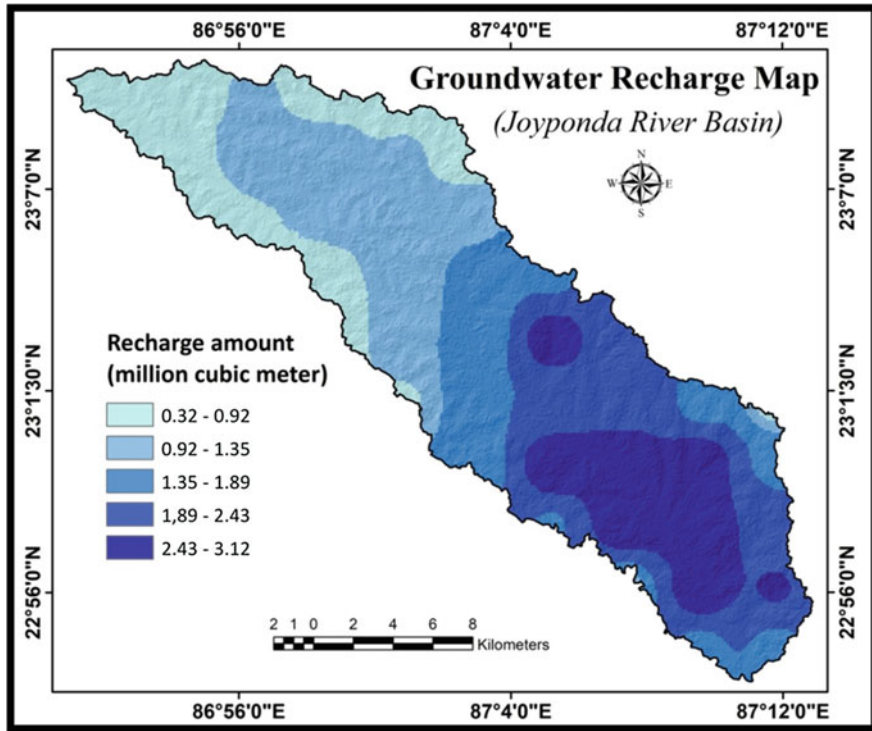 86°56'0"E 87°4'0"E 87°12'0"E
Groundwater Recharge Map
(Joyponda River Basin)
N
W E
S
23°7'0"N 23°7'0"N
Recharge amount
(million cubic meter)
23°1'30"N 23°1'30"N
0.32 - 0.92
0.92 - 1.35
1.35 - 1.89
1,89 - 2.43
2.43 - 3.12
22°56'0"N 22°56'0"N
2 1 0 2 4 6 8
Kilometers
86°56'0"E 87°4'0"E 87°12'0"E